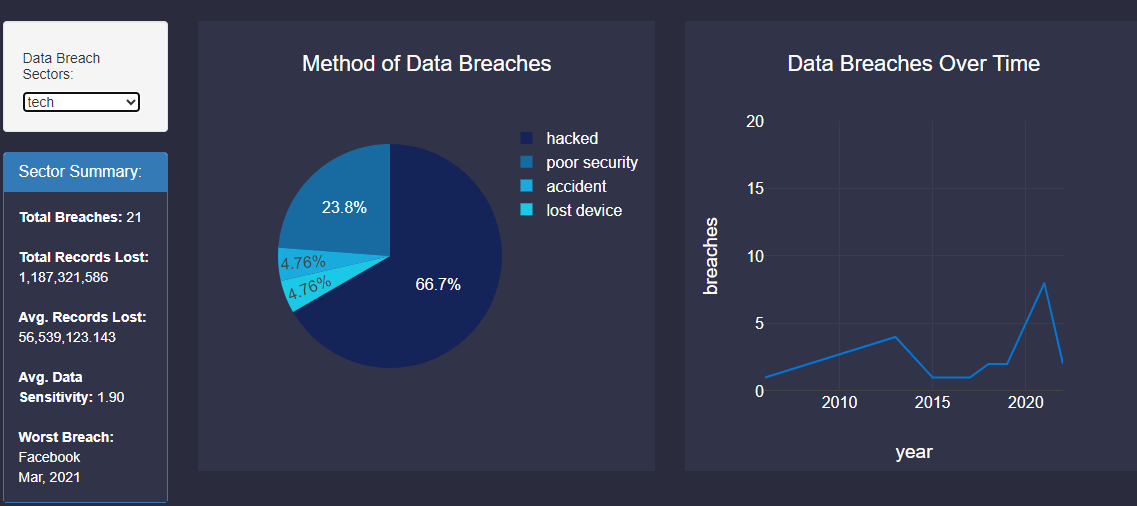 Data Breach
Sectors:
tech
Sector Summary:
Total Breaches: 21
Total Records Lost:
1,187,321,586
Avg. Records Lost:
56,539,123.143
Avg. Data
Sensitivity: 1.90
Worst Breach:
Facebook
Mar, 2021
Method of Data Breaches
hacked
poor security
accident
lost device
23.8%
4.76%
4.76%
66.7%
Data Breaches Over Time
20
15
10
5
0
breaches
2010 2015 2020
year